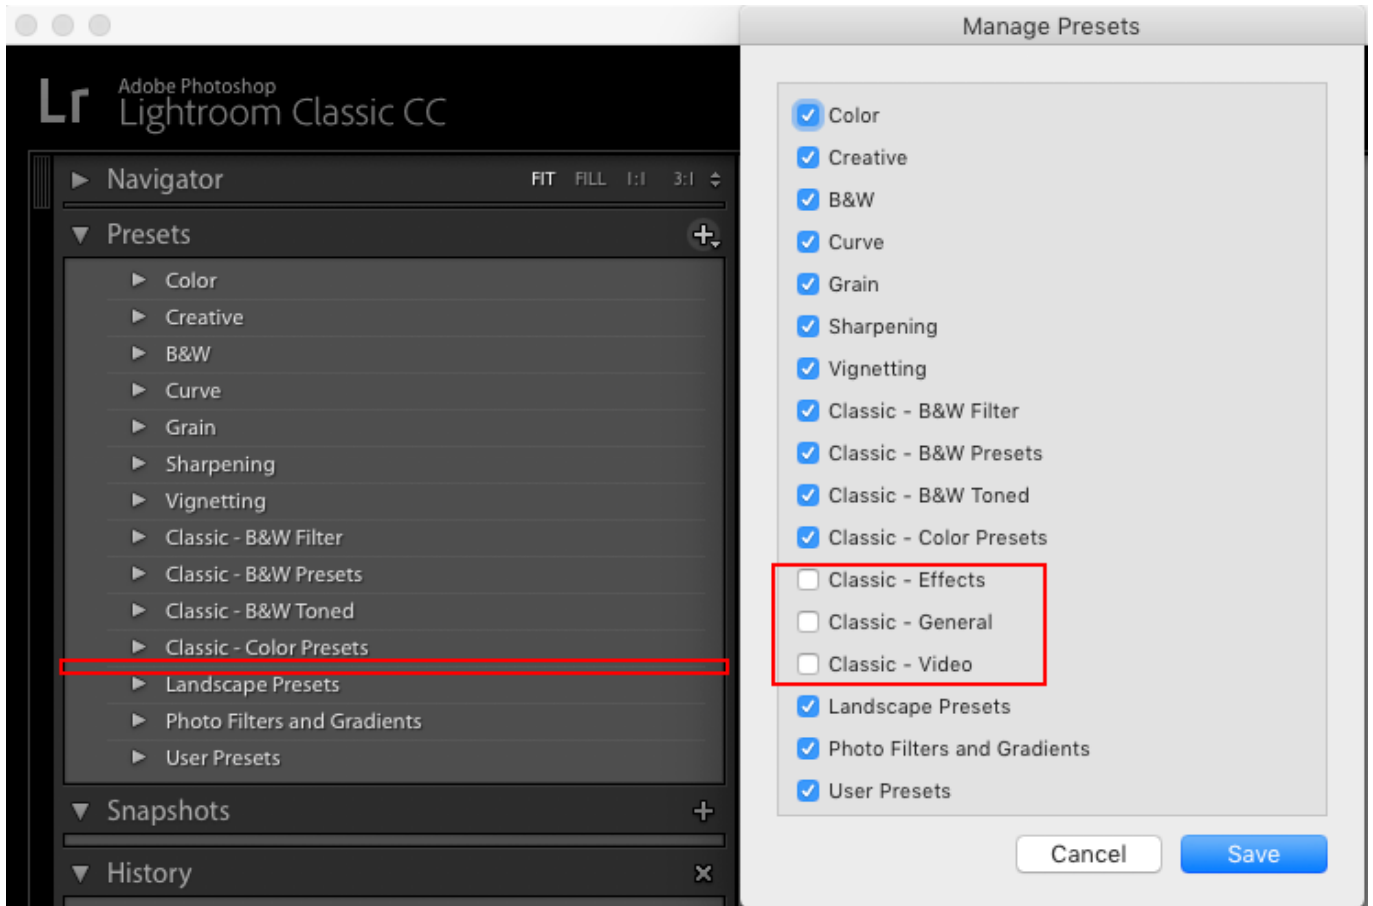 Manage Presets
Lr
Adobe Photoshop
Lightroom Classic CC
Navigator FIT FILL 1:1 3:1
Presets
Color
Creative
B&W
Curve
Grain
Sharpening
Vignetting
Classic - B&W Filter
Classic - B&W Presets
Classic - B&W Toned
Classic - Color Presets
Landscape Presets
Photo Filters and Gradients
User Presets
Snapshots
History
Color
Creative
B&W
Curve
Grain
Sharpening
Vignetting
Classic - B&W Filter
Classic - B&W Presets
Classic - B&W Toned
Classic - Color Presets
Classic - Effects
Classic - General
Classic - Video
Landscape Presets
Photo Filters and Gradients
User Presets
Cancel Save